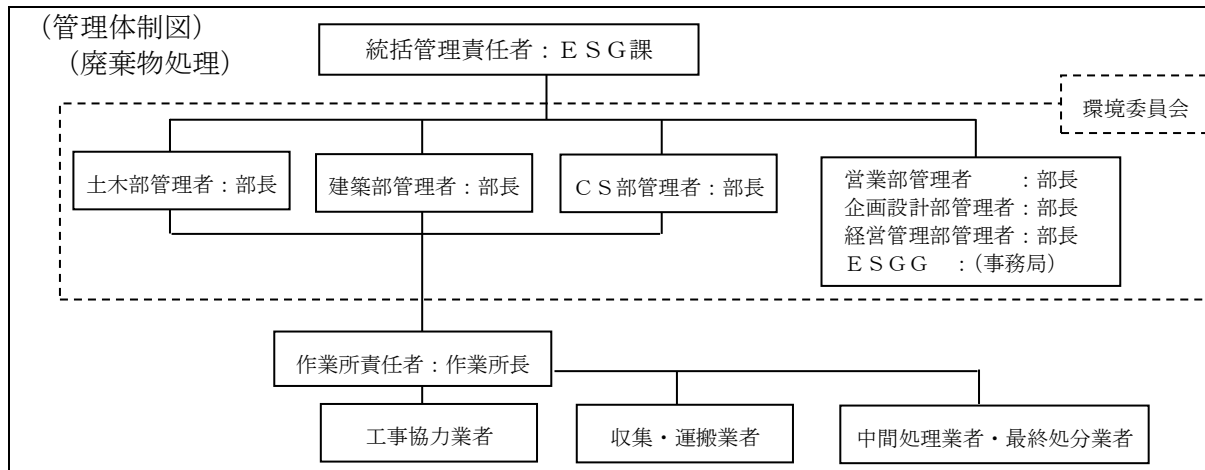 （管理体制図）
（廃棄物処理）
統括管理責任者：ＥＳＧ課
環境委員会
土木部管理者：部長
建築部管理者：部長
ＣＳ部管理者：部長
営業部管理者　　：部長
企画設計部管理者：部長
経営管理部管理者：部長
ＥＳＧＧ　：（事務局）
作業所責任者：作業所長
工事協力業者
収集・運搬業者
中間処理業者・最終処分業者